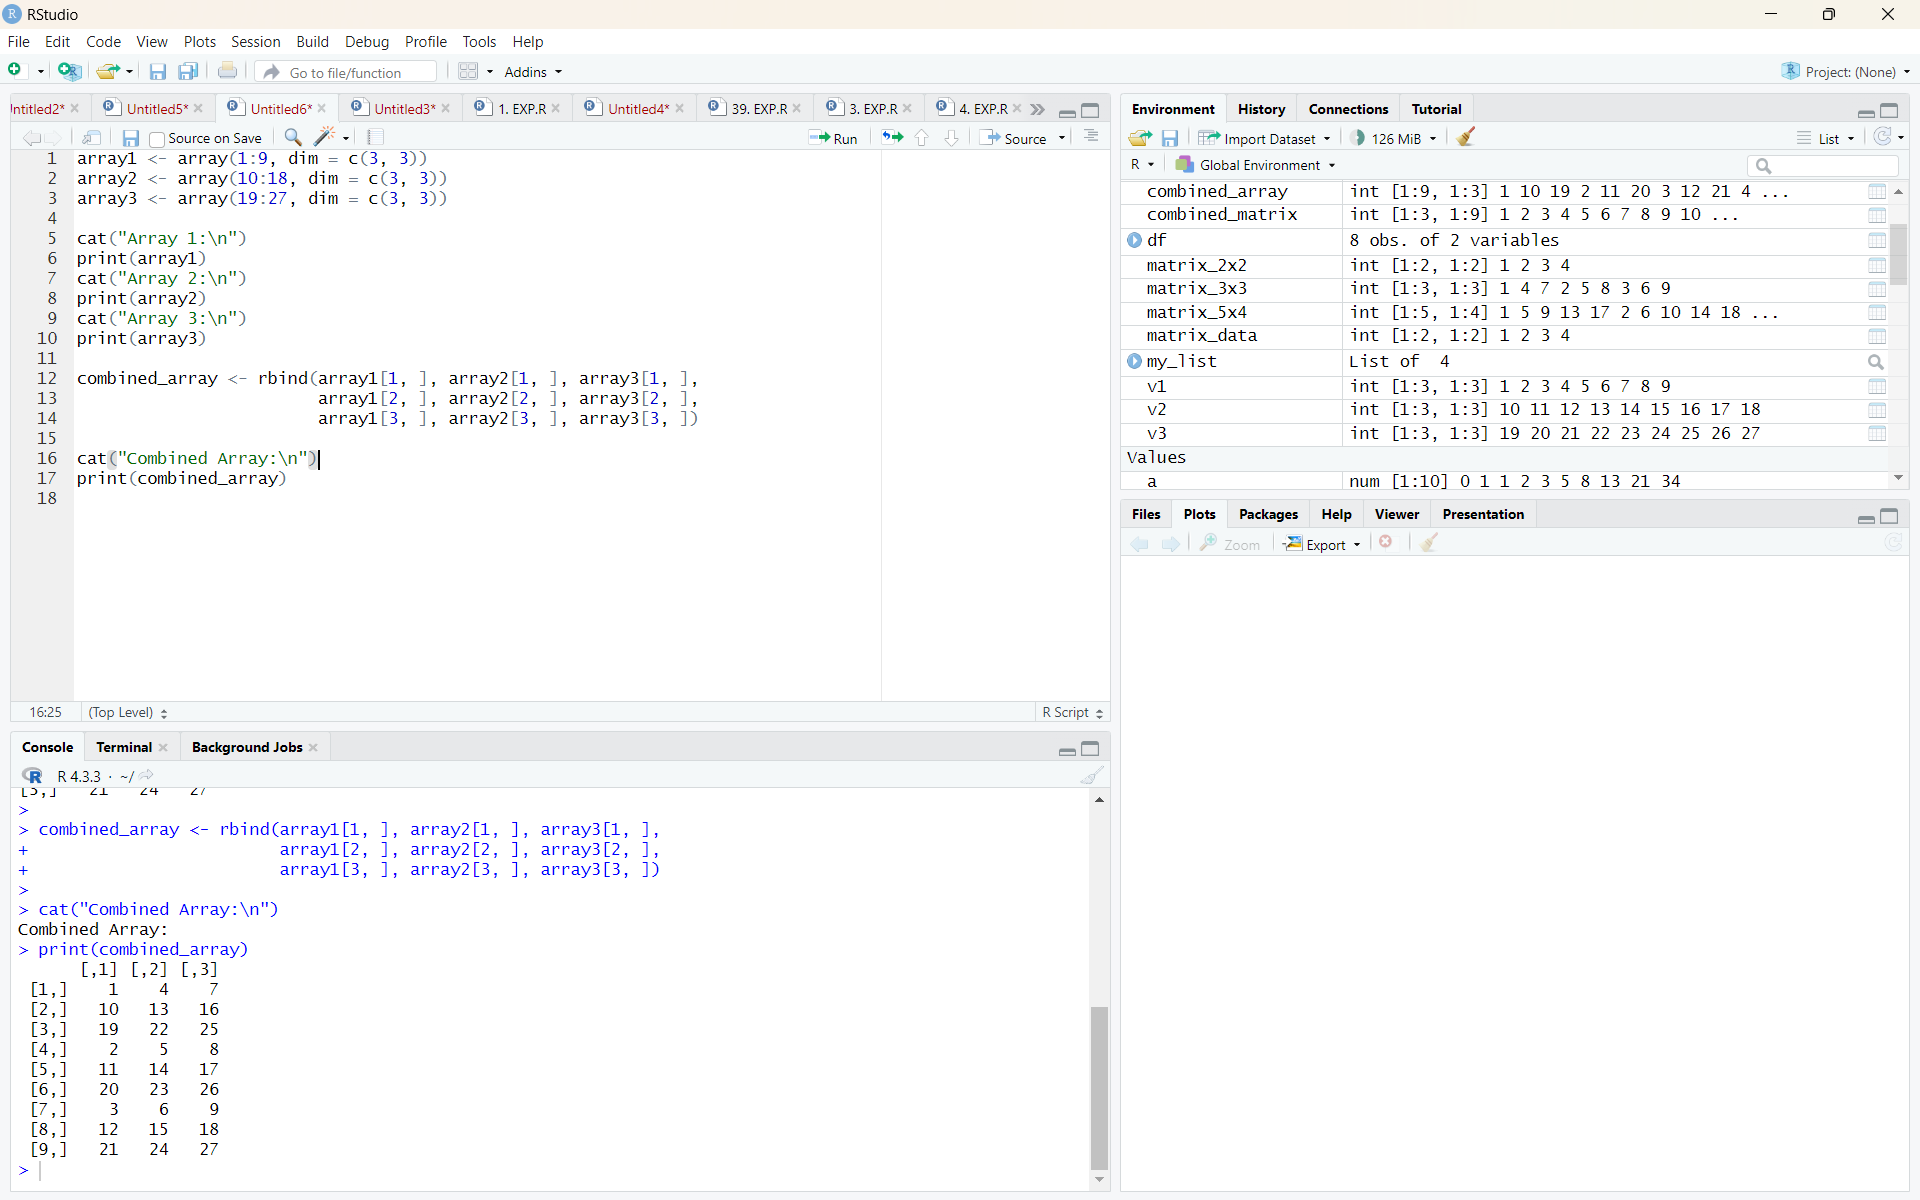 RStudio
File Edit Code View Plots Session Build Debug Profile Tools Help
Go to file/function Addins Project: (None)
ntitled2* Untitled5* Untitled6* Untitled3* 1. EXP.R Untitled4* 39. EXP.R 3. EXP.R 4. EXP.R
Source on Save Run Source
1 array1 <- array(1:9, dim = c(3, 3))
2 array2 <- array(10:18, dim = c(3, 3))
3 array3 <- array(19:27, dim = c(3, 3))
4
5 cat("Array 1:\n")
6 print(array1)
7 cat("Array 2:\n")
8 print(array2)
9 cat("Array 3:\n")
10 print(array3)
11
12 combined_array <- rbind(array1[1, ], array2[1, ], array3[1, ],
13 array1[2, ], array2[2, ], array3[2, ],
14 array1[3, ], array2[3, ], array3[3, ])
15
16 cat("Combined Array:\n")
17 print(combined_array)
18
16:25 (Top Level) R Script
Console Terminal Background Jobs
R 4.3.3 · ~/
[3,] 21 24 27
>
> combined_array <- rbind(array1[1, ], array2[1, ], array3[1, ],
+ array1[2, ], array2[2, ], array3[2, ],
+ array1[3, ], array2[3, ], array3[3, ])
>
> cat("Combined Array:\n")
Combined Array:
> print(combined_array)
[,1] [,2] [,3]
[1,] 1 4 7
[2,] 10 13 16
[3,] 19 22 25
[4,] 2 5 8
[5,] 11 14 17
[6,] 20 23 26
[7,] 3 6 9
[8,] 12 15 18
[9,] 21 24 27
>
Environment History Connections Tutorial
Import Dataset 126 MiB List
R Global Environment
combined_array int [1:9, 1:3] 1 10 19 2 11 20 3 12 21 4 ...
combined_matrix int [1:3, 1:9] 1 2 3 4 5 6 7 8 9 10 ...
df 8 obs. of 2 variables
matrix_2x2 int [1:2, 1:2] 1 2 3 4
matrix_3x3 int [1:3, 1:3] 1 4 7 2 5 8 3 6 9
matrix_5x4 int [1:5, 1:4] 1 5 9 13 17 2 6 10 14 18 ...
matrix_data int [1:2, 1:2] 1 2 3 4
my_list List of 4
v1 int [1:3, 1:3] 1 2 3 4 5 6 7 8 9
v2 int [1:3, 1:3] 10 11 12 13 14 15 16 17 18
v3 int [1:3, 1:3] 19 20 21 22 23 24 25 26 27
Values
a num [1:10] 0 1 1 2 3 5 8 13 21 34
Files Plots Packages Help Viewer Presentation
Zoom Export